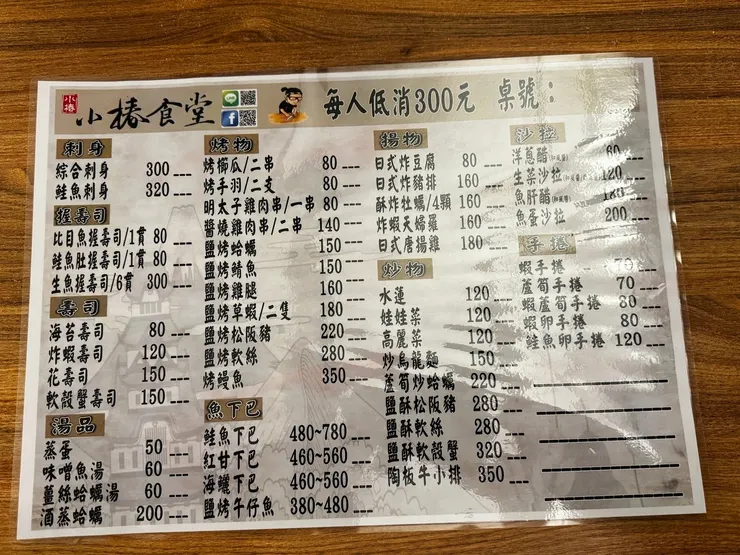 小椿
小椿食堂
LINE
每人低消300元 桌號：
刺身
綜合刺身 300
鮭魚刺身 320
握壽司
比目魚握壽司/1貫 80
鮭魚肚握壽司/1貫 80
生魚握壽司/6貫 300
壽司
海苔壽司 80
炸蝦壽司 120
花壽司 150
軟殼蟹壽司 150
湯品
蒸蛋 50
味噌魚湯 60
薑絲蛤蠣湯 60
酒蒸蛤蠣 200
烤物
烤櫛瓜/二串 80
烤手羽/二支 80
明太子雞肉串/一串 80
醬燒雞肉串/二串 140
鹽烤蛤蠣 150
鹽烤鯖魚 150
鹽烤雞腿 160
鹽烤草蝦/二隻 180
鹽烤松阪豬 220
鹽烤軟絲 280
烤鰻魚 350
魚下巴
鮭魚下巴 480~780
紅甘下巴 460~560
海鱺下巴 460~560
鹽烤牛仔魚 380~480
揚物
日式炸豆腐 80
日式炸豬排 160
酥炸牡蠣/4顆 160
炸蝦天婦羅 160
日式唐揚雞 180
炒物
水蓮 120
娃娃菜 120
高麗菜 120
炒烏龍麵 150
蘆筍炒蛤蠣 220
鹽酥松阪豬 280
鹽酥軟絲 280
鹽酥軟殼蟹 320
陶板牛小排 350
沙拉
洋蔥醋 60
生菜沙拉 120
魚肝醋 180
魚蛋沙拉 200
手捲
蝦手捲 70
蘆筍手捲 70
蝦蘆筍手捲 80
蝦卵手捲 80
鮭魚卵手捲 120